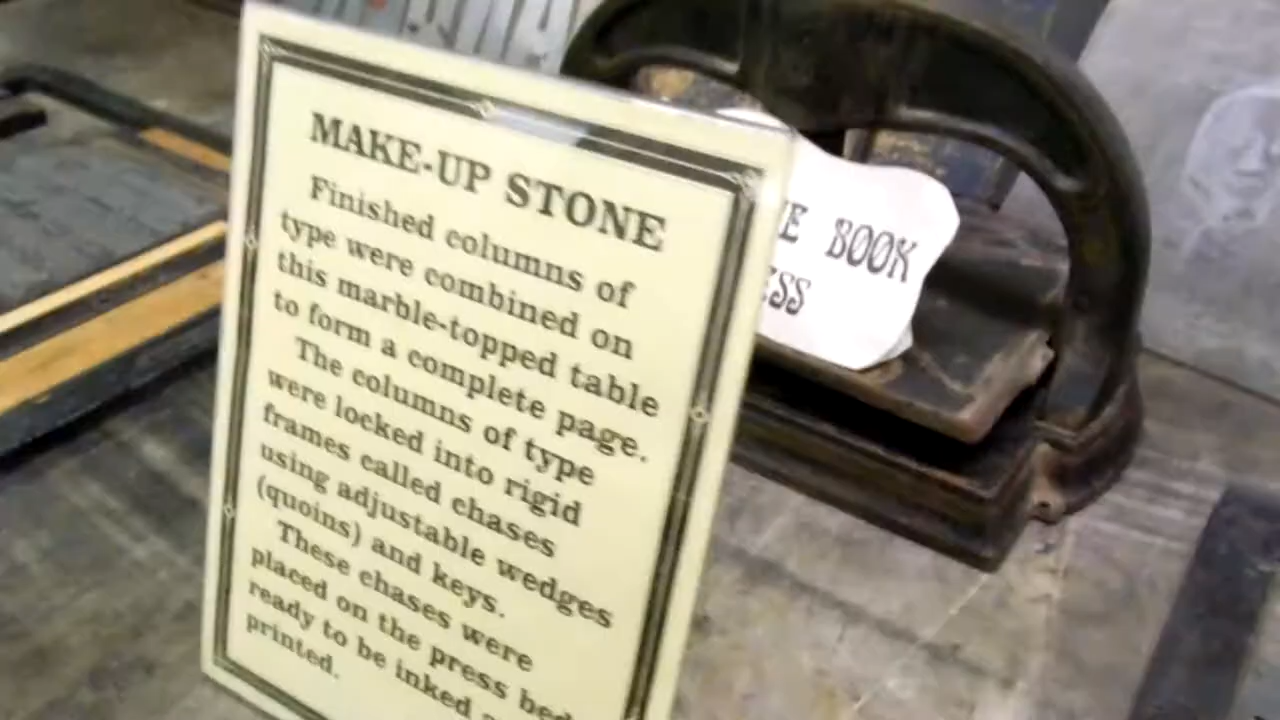 MAKE-UP STONE
Finished columns of
type were combined on
this marble-topped table
to form a complete page.
The columns of type
were locked into rigid
frames called chases
using adjustable wedges
(quoins) and keys.
These chases were
placed on the press bed
ready to be inked
printed.
BOOK